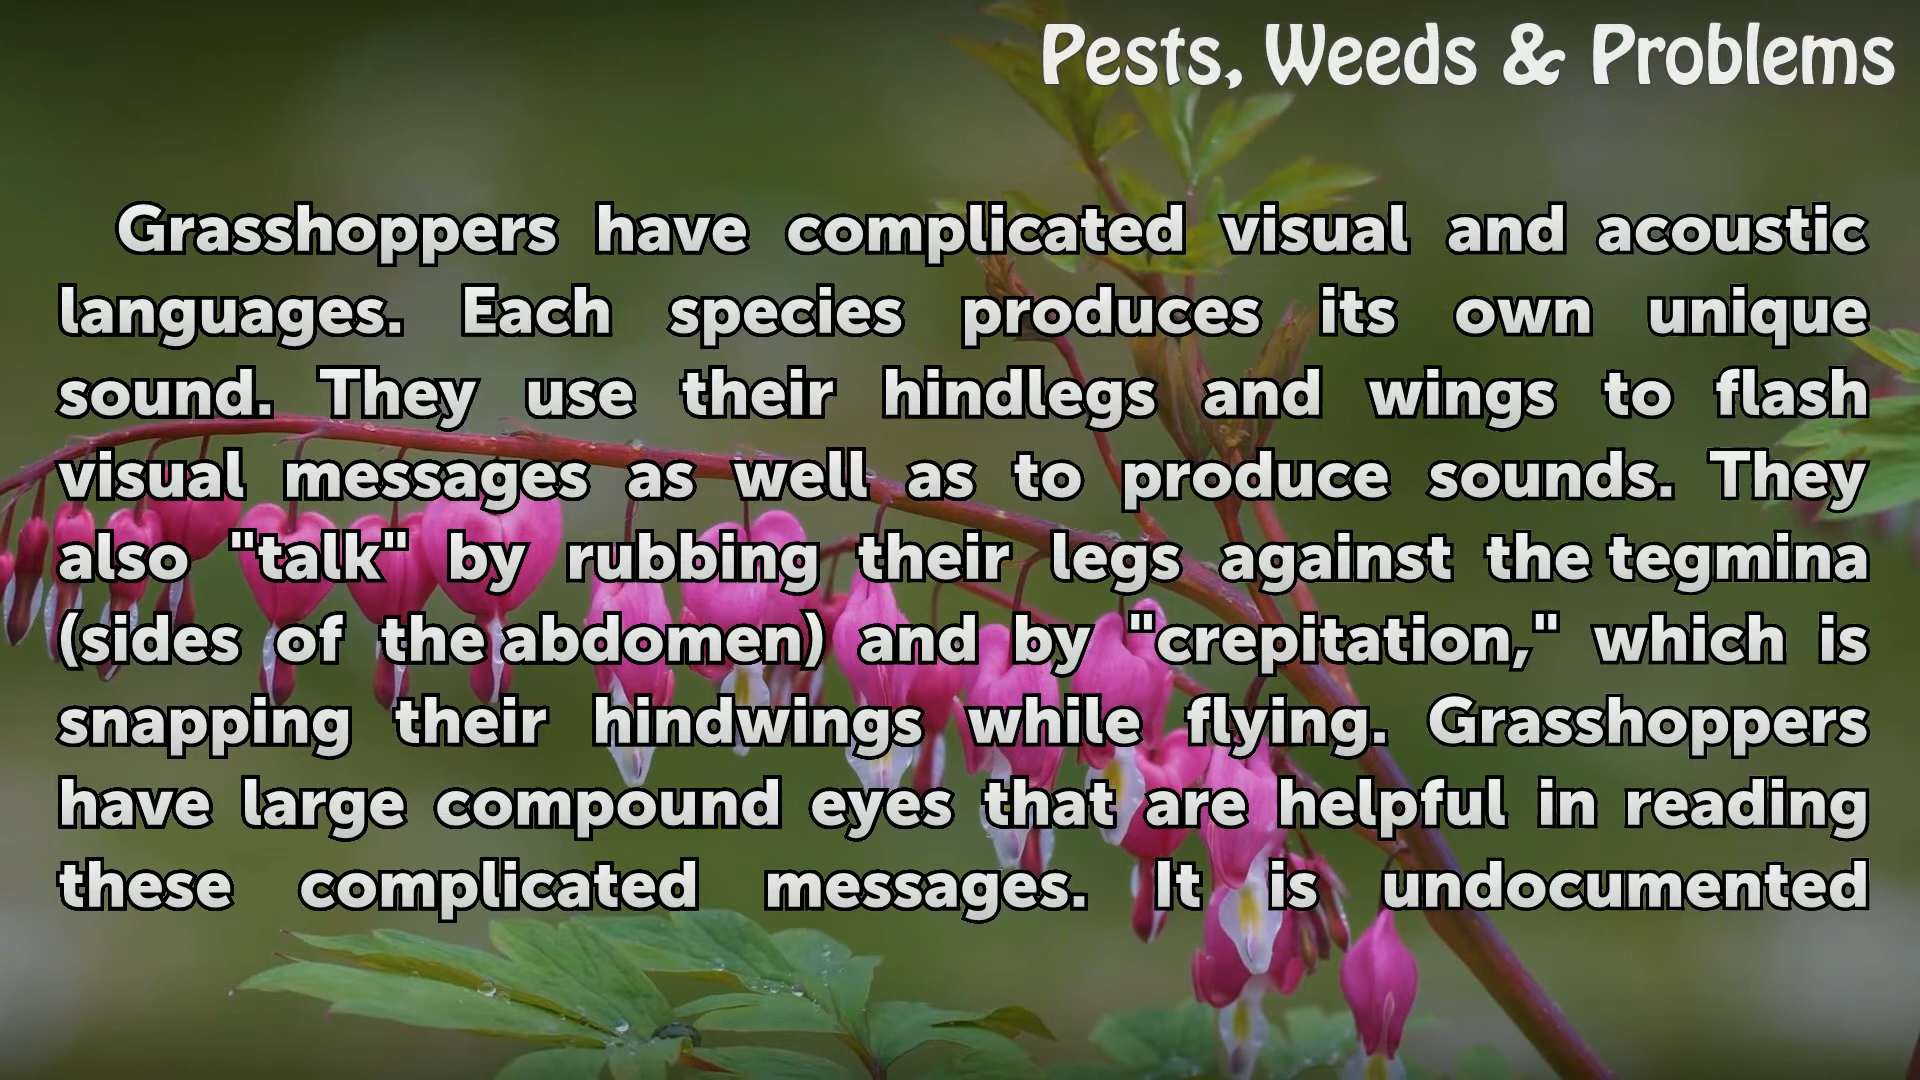 Pests, Weeds & Problems
Grasshoppers have complicated visual and acoustic
languages. Each species produces its own unique
sound. They use their hindlegs and wings to flash
visual messages as well as to produce sounds. They
also "talk" by rubbing their legs against the tegmina
(sides of the abdomen) and by "crepitation," which is
snapping their hindwings while flying. Grasshoppers
have large compound eyes that are helpful in reading
these complicated messages. It is undocumented